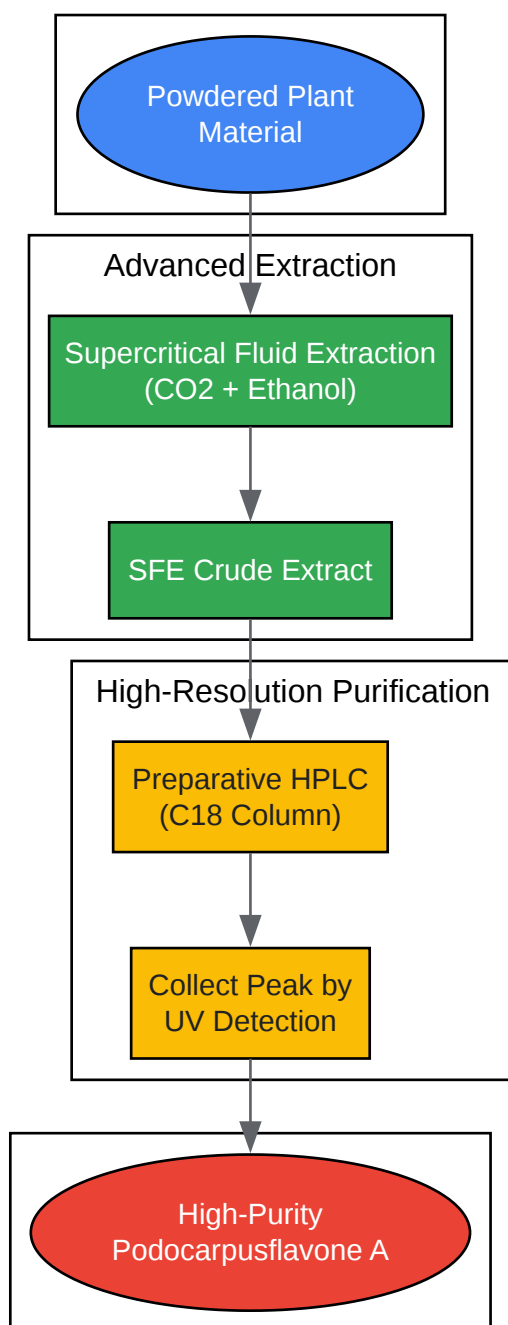 Powdered Plant
Material
Advanced Extraction
Supercritical Fluid Extraction
(CO2 + Ethanol)
SFE Crude Extract
High-Resolution Purification
Preparative HPLC
(C18 Column)
Collect Peak by
UV Detection
High-Purity
Podocarpusflavone A